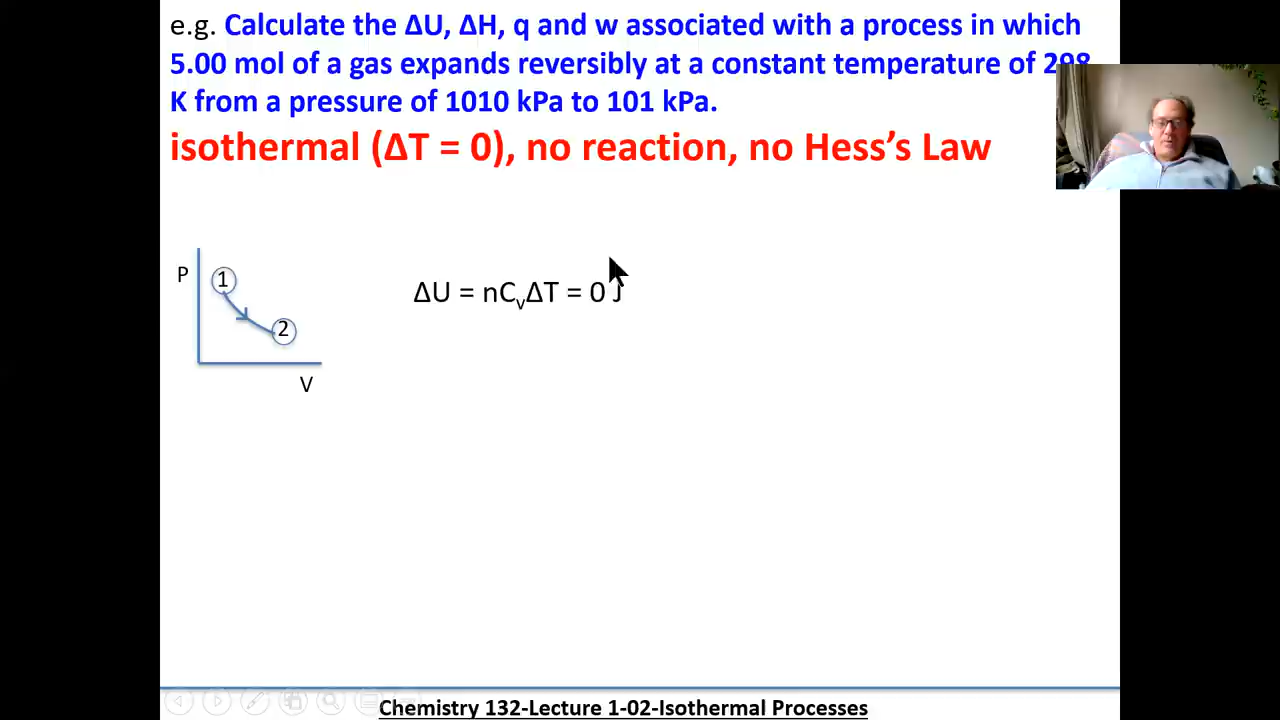 e.g. Calculate the ΔU, ΔH, q and w associated with a process in which
5.00 mol of a gas expands reversibly at a constant temperature of 298
K from a pressure of 1010 kPa to 101 kPa.
isothermal (ΔT = 0), no reaction, no Hess’s Law
P
1
2
V
ΔU = nCᵥΔT = 0 J
Chemistry 132-Lecture 1-02-Isothermal Processes